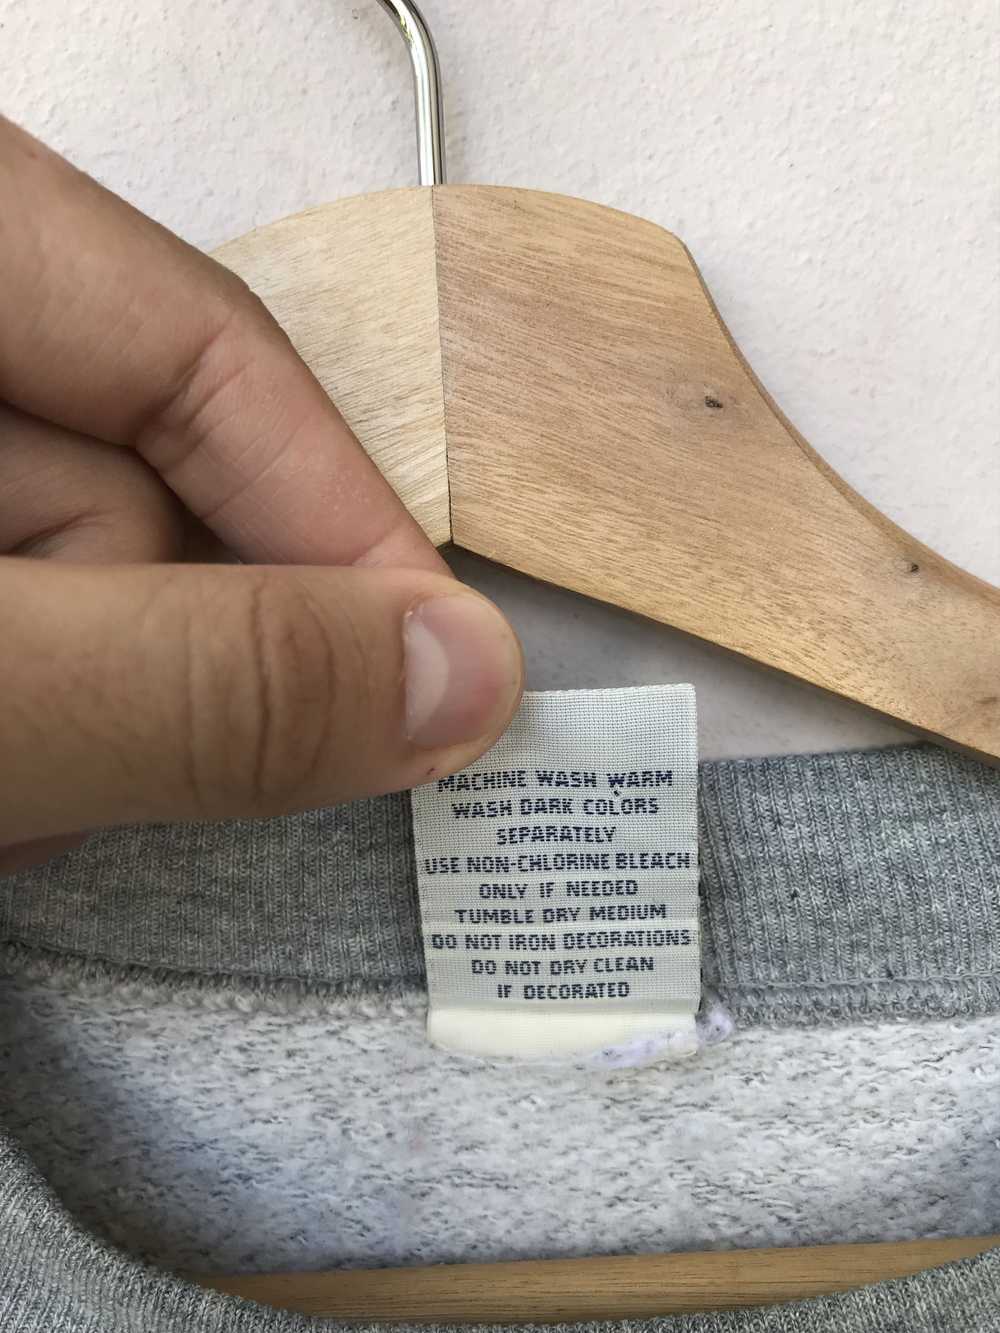 MACHINE WASH WARM
WASH DARK COLORS
SEPARATELY
USE NON-CHLORINE BLEACH
ONLY IF NEEDED
TUMBLE DRY MEDIUM
DO NOT IRON DECORATIONS
DO NOT DRY CLEAN
IF DECORATED